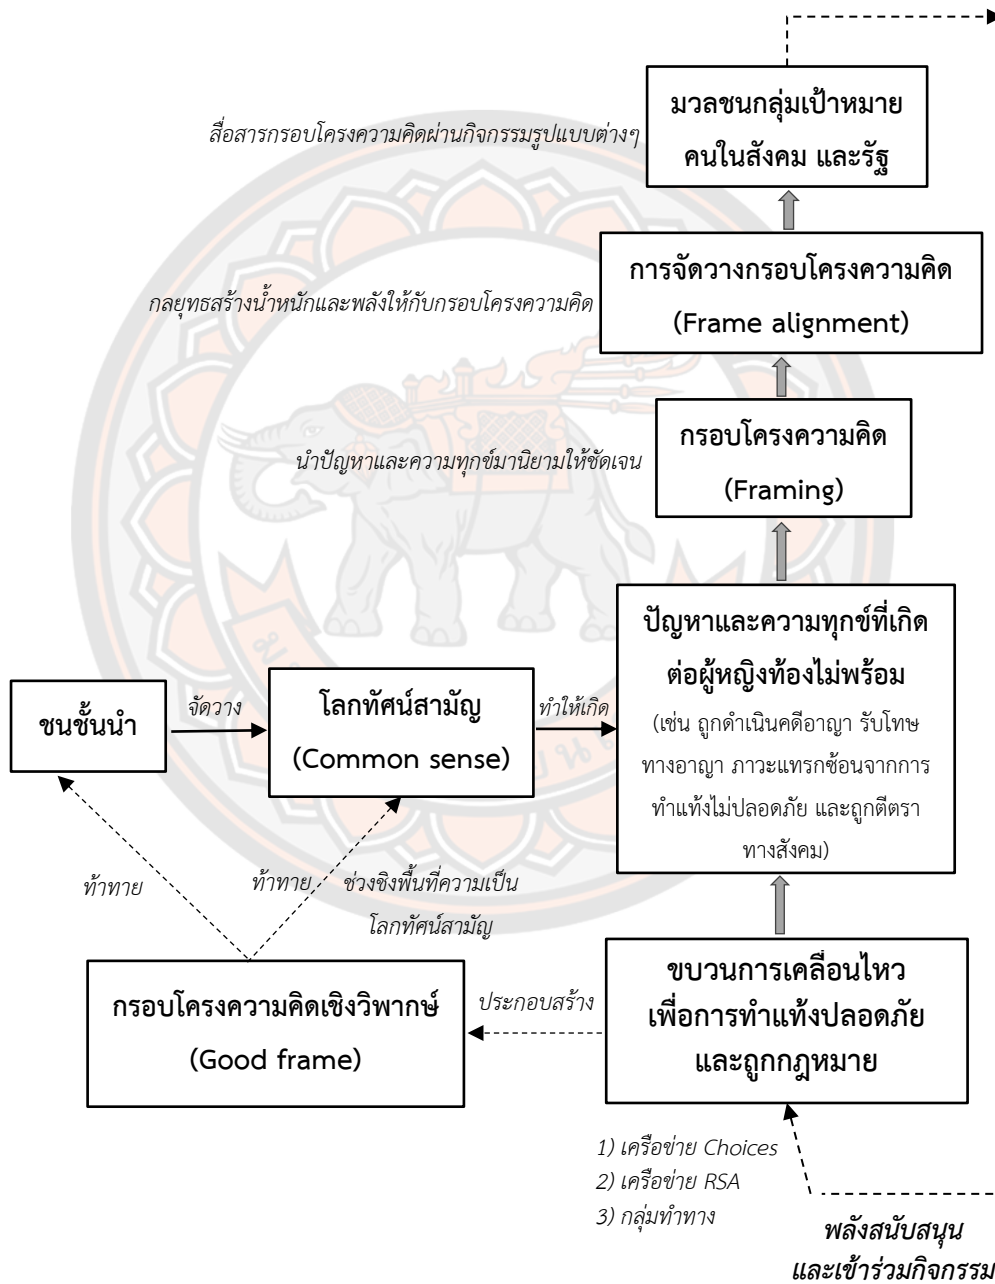 มวลชนกลุ่มเป้าหมาย
คนในสังคม และรัฐ
สื่อสารกรอบโครงความคิดผ่านกิจกรรมรูปแบบต่างๆ
การจัดวางกรอบโครงความคิด
(Frame alignment)
กลยุทธสร้างน้ำหนักและพลังให้กับกรอบโครงความคิด
กรอบโครงความคิด
(Framing)
นำปัญหาและความทุกข์มานิยามให้ชัดเจน
ปัญหาและความทุกข์ที่เกิด
ต่อผู้หญิงท้องไม่พร้อม
(เช่น ถูกดำเนินคดีอาญา รับโทษ
ทางอาญา ภาวะแทรกซ้อนจากการ
ทำแท้งไม่ปลอดภัย และถูกตีตรา
ทางสังคม)
ชนชั้นนำ
จัดวาง
โลกทัศน์สามัญ
(Common sense)
ทำให้เกิด
ท้าทาย
ท้าทาย
ช่วงชิงพื้นที่ความเป็น
โลกทัศน์สามัญ
กรอบโครงความคิดเชิงวิพากษ์
(Good frame)
ประกอบสร้าง
ขบวนการเคลื่อนไหว
เพื่อการทำแท้งปลอดภัย
และถูกกฎหมาย
1) เครือข่าย Choices
2) เครือข่าย RSA
3) กลุ่มทำทาง
พลังสนับสนุน
และเข้าร่วมกิจกรรม